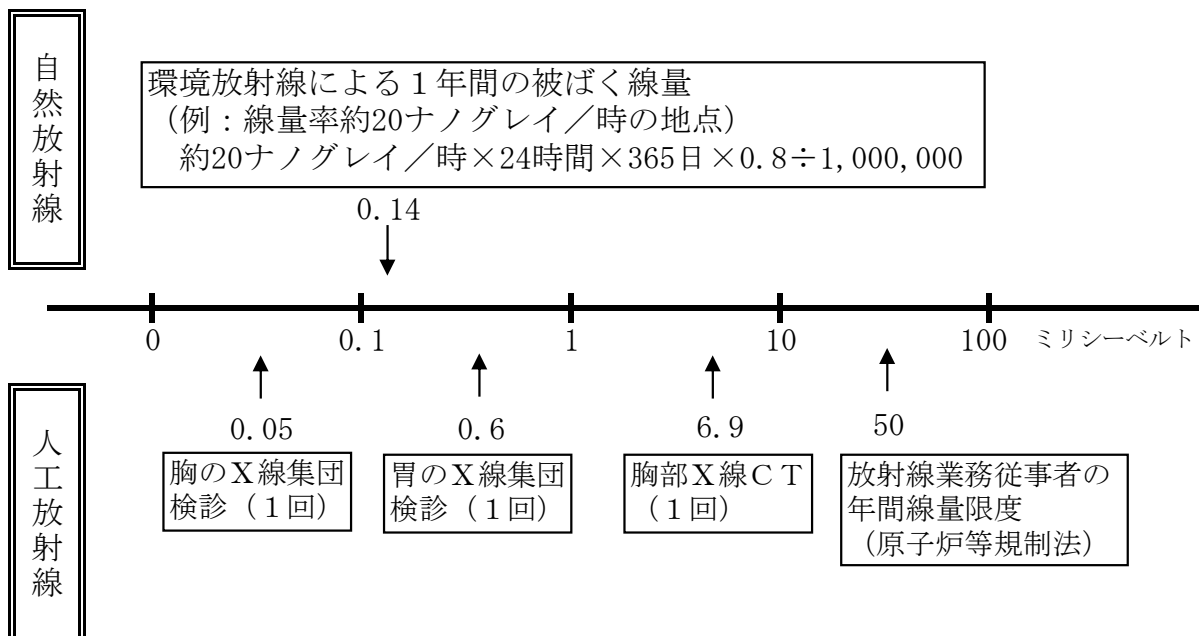 自然放射線
環境放射線による１年間の被ばく線量
（例：線量率約20ナノグレイ／時の地点）
約20ナノグレイ／時×24時間×365日×0.8÷1,000,000
0.14
0
0.1
1
10
100
ミリシーベルト
人工放射線
0.05
胸のＸ線集団
検診（１回）
0.6
胃のＸ線集団
検診（１回）
6.9
胸部Ｘ線ＣＴ
（１回）
50
放射線業務従事者の
年間線量限度
（原子炉等規制法）